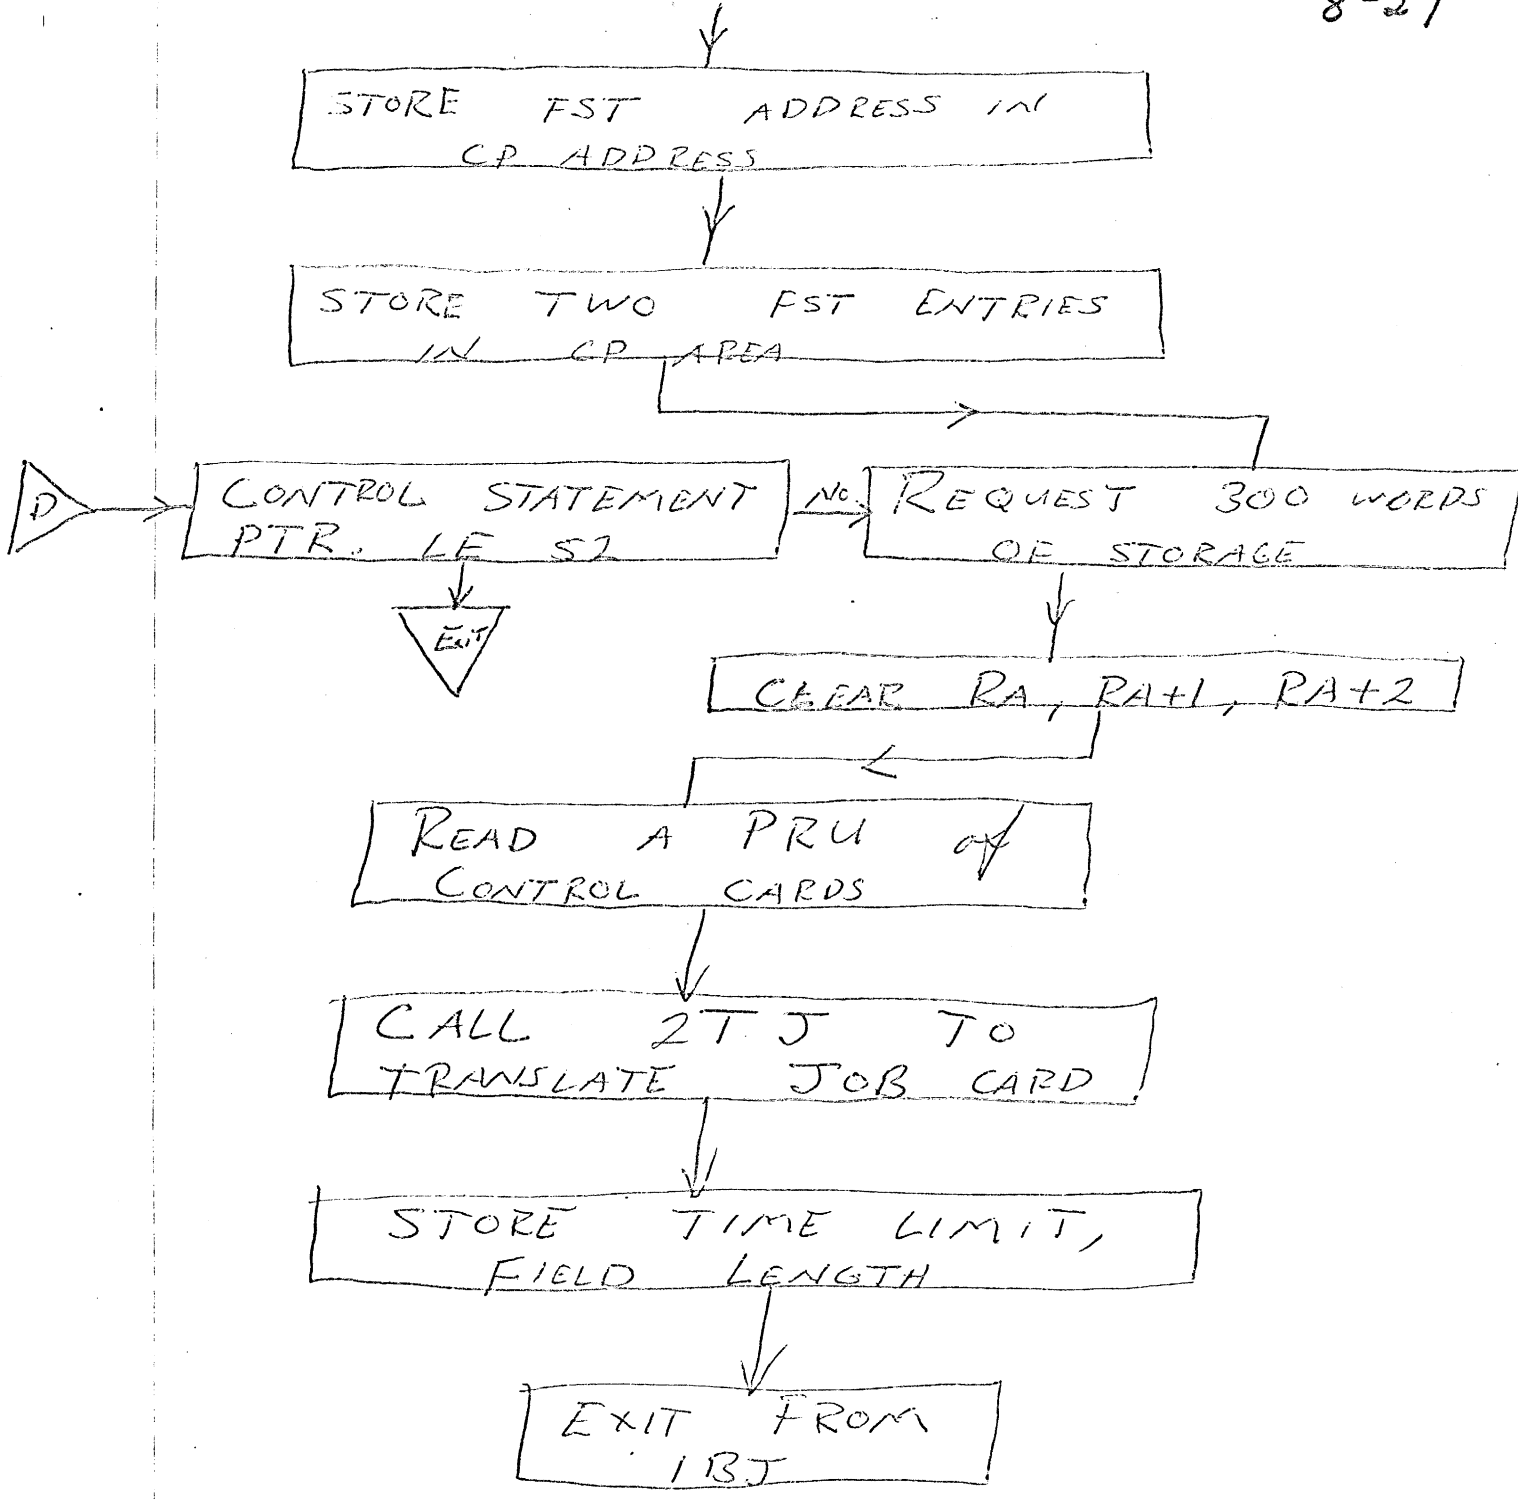 8-21
STORE FST ADDRESS IN
CP ADDRESS
STORE TWO FST ENTRIES
IN CP AREA
D
CONTROL STATEMENT
PTR. LE 52
No.
REQUEST 300 WORDS
OF STORAGE
EXIT
CLEAR RA, RA+1, RA+2
READ A PRU of
CONTROL CARDS
CALL 2TJ TO
TRANSLATE JOB CARD
STORE TIME LIMIT,
FIELD LENGTH
EXIT FROM
1BJ